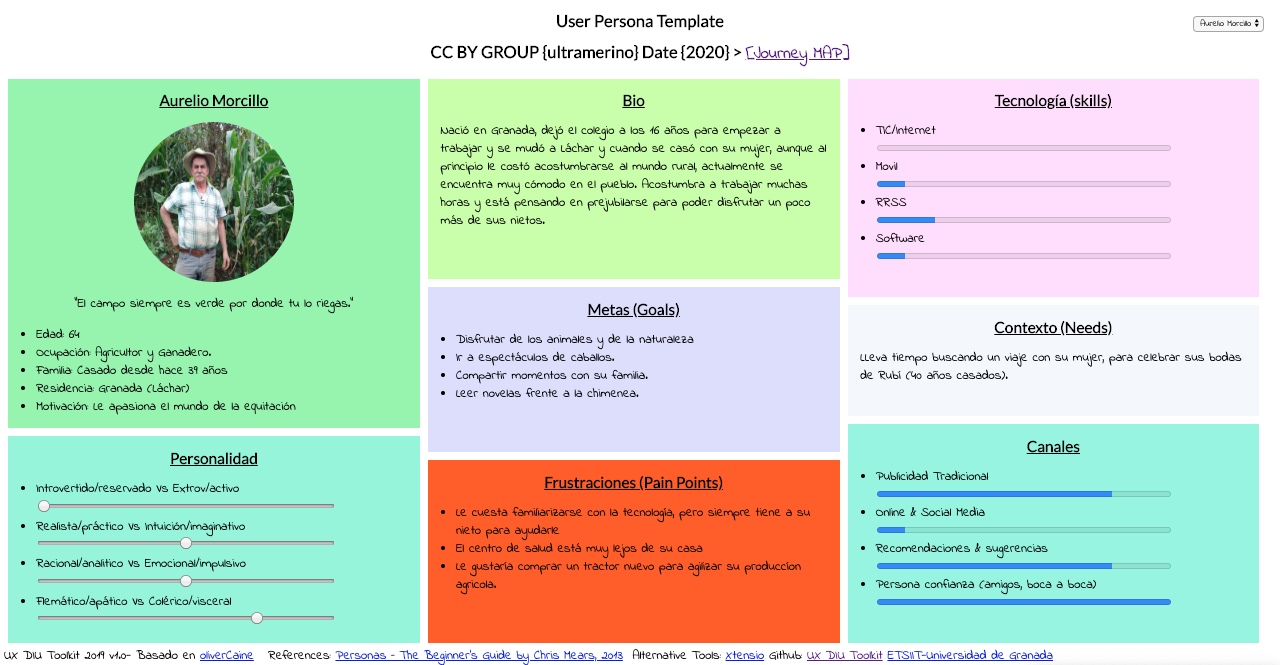 User Persona Template
Aurelio Morcillo
CC BY GROUP {ultramerino} Date {2020} > [Journey MAP]
Aurelio Morcillo
"El campo siempre es verde por donde tu lo riegas."
Edad: 64
Ocupación: Agricultor y Ganadero.
Familia: Casado desde hace 39 años
Residencia: Granada (Láchar)
Motivación: Le apasiona el mundo de la equitación
Personalidad
Introvertido/reservado Vs Extrov/activo
Realista/práctico Vs Intuición/imaginativo
Racional/analitico Vs Emocional/impulsivo
Flemático/apático Vs Colérico/visceral
Bio
Nació en Granada, dejó el colegio a los 16 años para empezar a
trabajar y se mudó a Láchar y cuando se casó con su mujer, aunque al
principio le costó acostumbrarse al mundo rural, actualmente se
encuentra muy cómodo en el pueblo. Acostumbra a trabajar muchas
horas y está pensando en prejubilarse para poder disfrutar un poco
más de sus nietos.
Metas (Goals)
Disfrutar de los animales y de la naturaleza
Ir a espectáculos de caballos.
Compartir momentos con su familia.
Leer novelas frente a la chimenea.
Frustraciones (Pain Points)
Le cuesta familiarizarse con la tecnología, pero siempre tiene a su
nieto para ayudarle
El centro de salud está muy lejos de su casa
Le gustaría comprar un tractor nuevo para agilizar su produccion
agricola.
Tecnología (skills)
TIC/internet
Movil
RRSS
Software
Contexto (Needs)
Lleva tiempo buscando un viaje con su mujer, para celebrar sus bodas
de Rubí (40 años casados).
Canales
Publicidad Tradicional
Online & Social Media
Recomendaciones & sugerencias
Persona confianza (amigos, boca a boca)
UX DIU Toolkit 2019 v1.0- Basado en oliverCaine References: Personas - The Beginner's Guide by Chris Mears, 2013 Alternative Tools: Xtensio Github: UX DIU Toolkit ETSIIT-Universidad de Granada